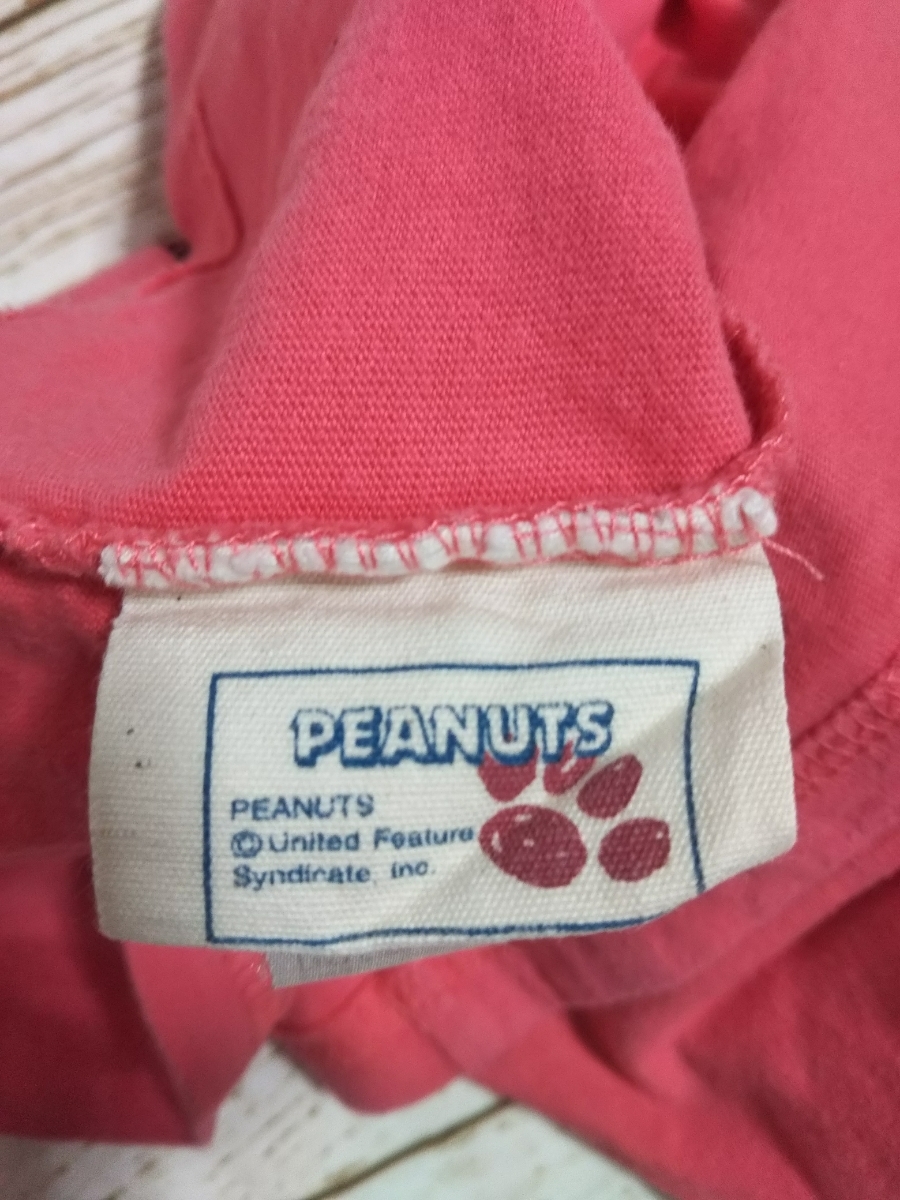 PEANUTS
PEANUTS
©United Feature
Syndicate, Inc.